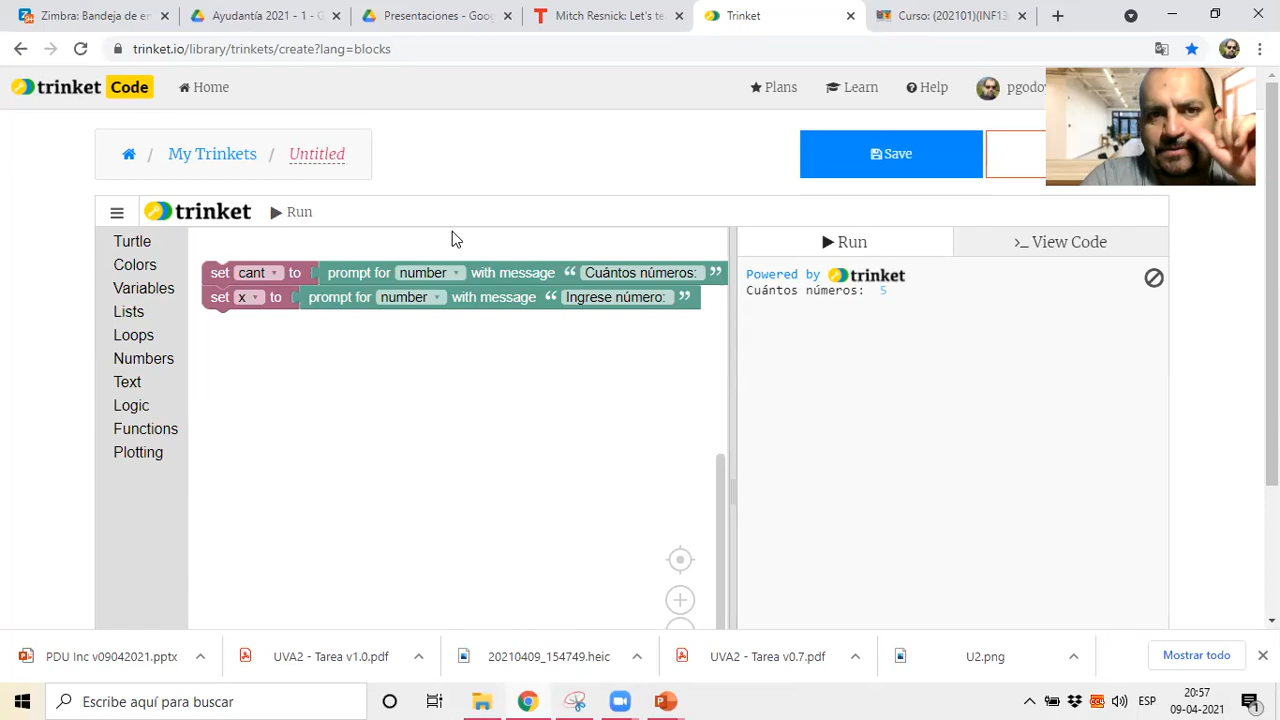 Bandeja de en
Ayudantía 2021 - 1 - G
Presentaciones - Goog
Mitch Resnick: Let's te
Trinket
Curso: (202101)(INF13
trinket.io/library/trinkets/create?lang=blocks
trinket Code
Home
Plans
Learn
Help
pgodoy
/ My Trinkets / Untitled
Save
trinket
Run
Run
View Code
Turtle
Colors
Variables
Lists
Loops
Numbers
Text
Logic
Functions
Plotting
set cant to prompt for number with message “ Cuántos números: ”
set x to prompt for number with message “ Ingrese número: ”
Powered by trinket
Cuántos números: 5
PDU Inc v09042021.pptx
UVA2 - Tarea v1.0.pdf
20210409_154749.heic
UVA2 - Tarea v0.7.pdf
U2.png
Mostrar todo
Escribe aquí para buscar
ESP
20:57
09-04-2021